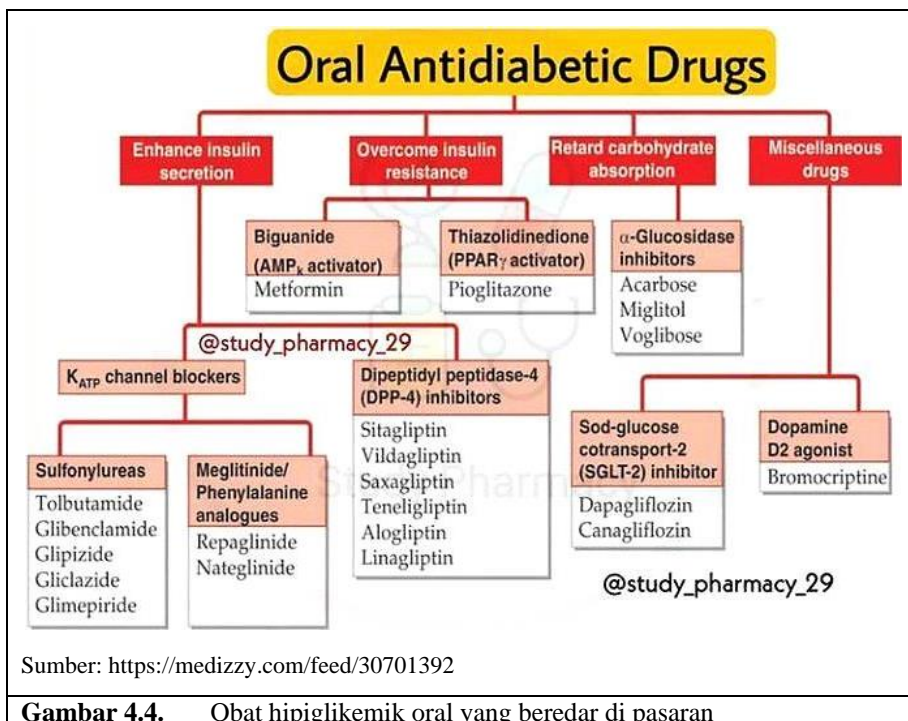 Oral Antidiabetic Drugs
Enhance insulin
secretion
Overcome insulin
resistance
Retard carbohydrate
absorption
Miscellaneous
drugs
Biguanide
(AMPₖ activator)
Metformin
Thiazolidinedione
(PPARγ activator)
Pioglitazone
α-Glucosidase
inhibitors
Acarbose
Miglitol
Voglibose
@study_pharmacy_29
K_ATP channel blockers
Sulfonylureas
Tolbutamide
Glibenclamide
Glipizide
Gliclazide
Glimepiride
Meglitinide/
Phenylalanine
analogues
Repaglinide
Nateglinide
Dipeptidyl peptidase-4
(DPP-4) inhibitors
Sitagliptin
Vildagliptin
Saxagliptin
Teneligliptin
Alogliptin
Linagliptin
Sod-glucose
cotransport-2
(SGLT-2) inhibitor
Dapagliflozin
Canagliflozin
Dopamine
D2 agonist
Bromocriptine
Study Pharmacy
@study_pharmacy_29
Sumber: https://medizzy.com/feed/30701392
Gambar 4.4. Obat hipiglikemik oral yang beredar di pasaran